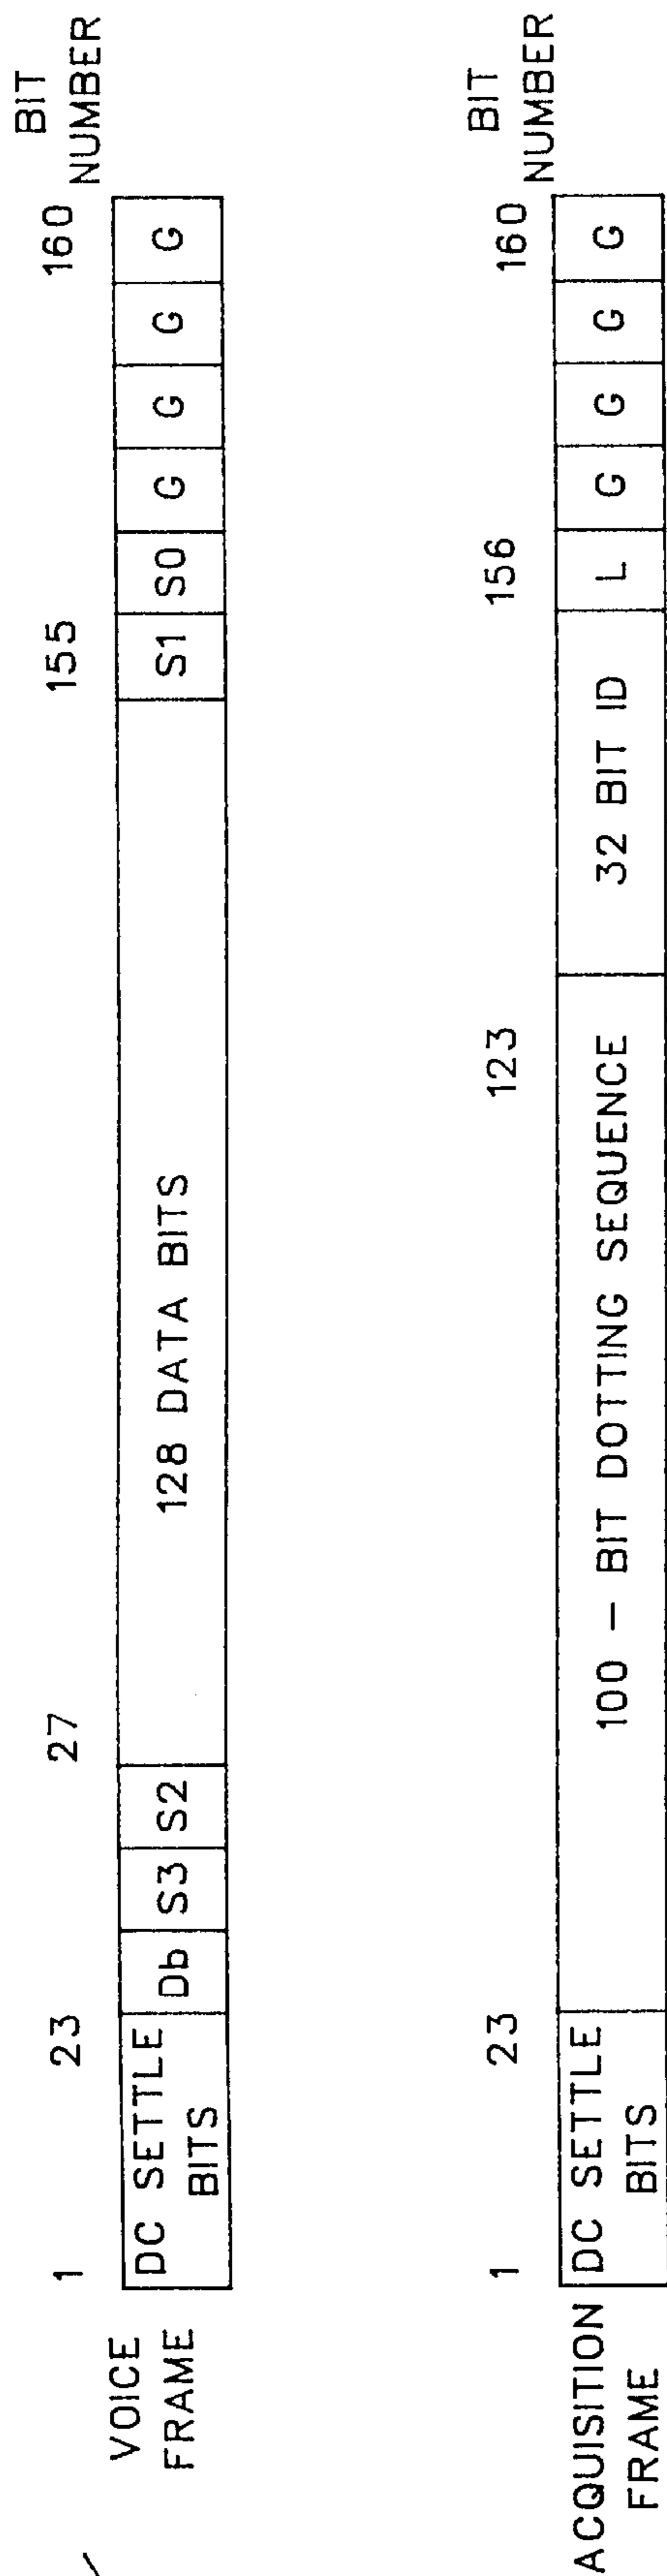 1 23 27 155 160 BIT
NUMBER
VOICE
FRAME
DC SETTLE
BITS
Db S3 S2 128 DATA BITS S1 S0 G G G G
1 23 123 156 160 BIT
NUMBER
ACQUISITION
FRAME
DC SETTLE
BITS
100 - BIT DOTTING SEQUENCE 32 BIT ID L G G G G